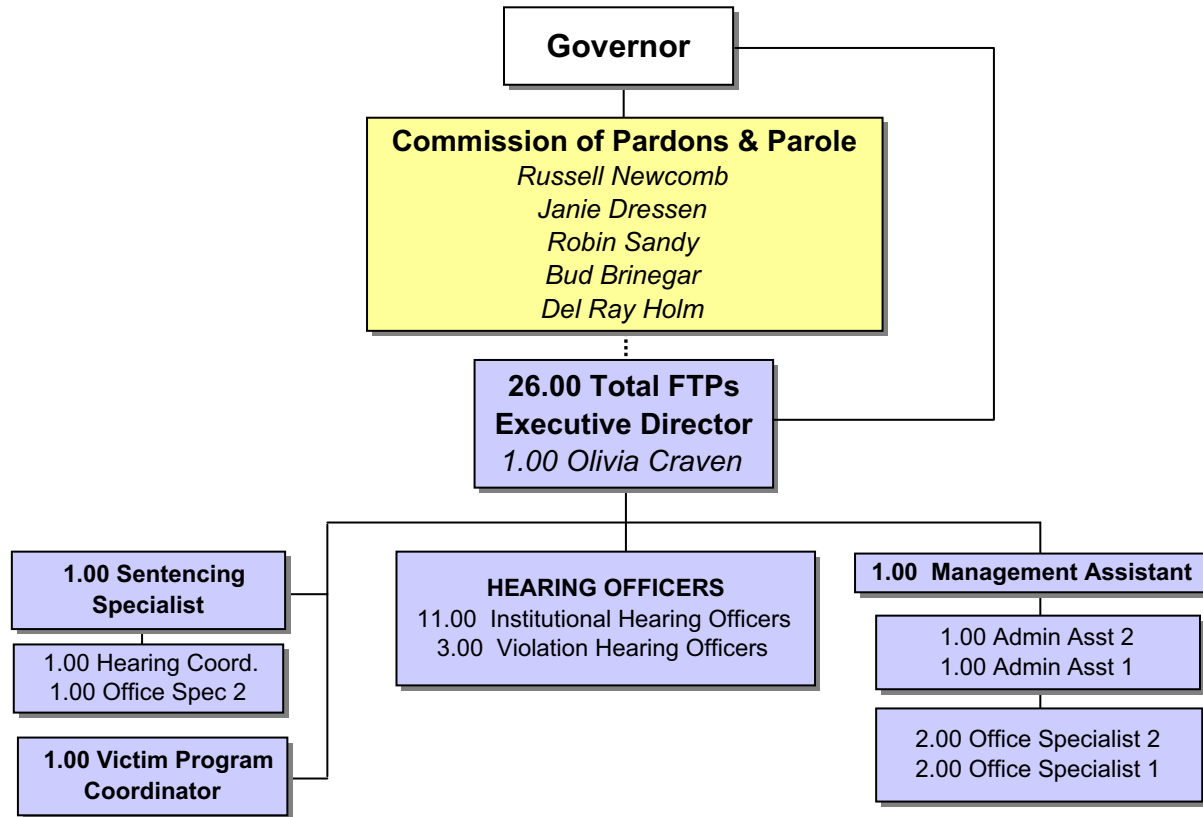 Governor
Commission of Pardons & Parole
Russell Newcomb
Janie Dressen
Robin Sandy
Bud Brinegar
Del Ray Holm
26.00 Total FTPs
Executive Director
1.00 Olivia Craven
1.00 Sentencing
Specialist
1.00 Hearing Coord.
1.00 Office Spec 2
1.00 Victim Program
Coordinator
HEARING OFFICERS
11.00 Institutional Hearing Officers
3.00 Violation Hearing Officers
1.00 Management Assistant
1.00 Admin Asst 2
1.00 Admin Asst 1
2.00 Office Specialist 2
2.00 Office Specialist 1